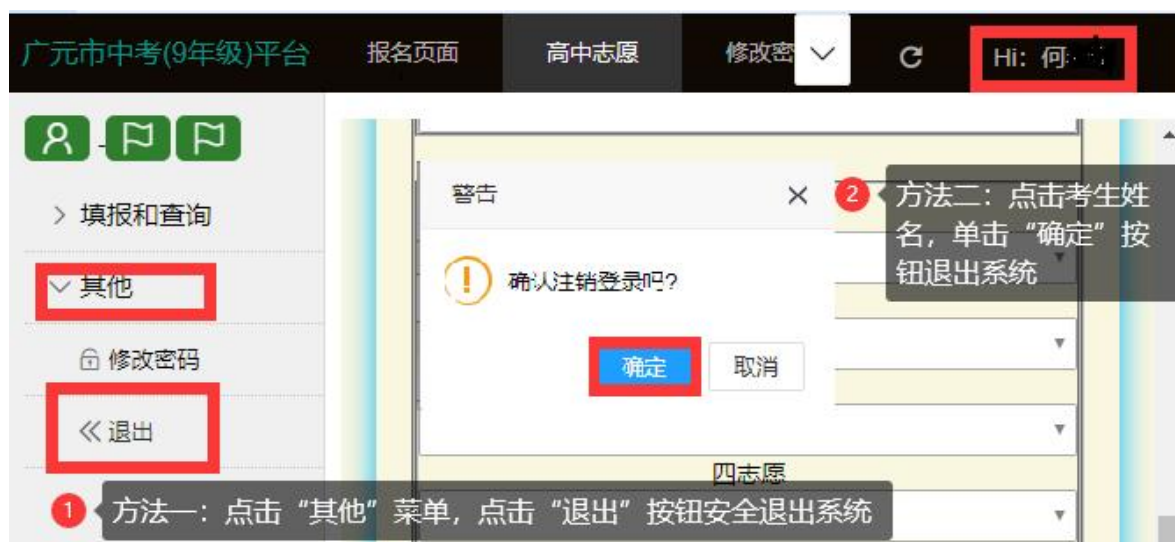 广元市中考(9年级)平台
报名页面
高中志愿
修改密
Hi: 何
填报和查询
其他
修改密码
退出
警告
确认注销登录吗?
确定
取消
2
方法二：点击考生姓
名，单击“确定”按
钮退出系统
四志愿
1
方法一：点击“其他”菜单，点击“退出”按钮安全退出系统